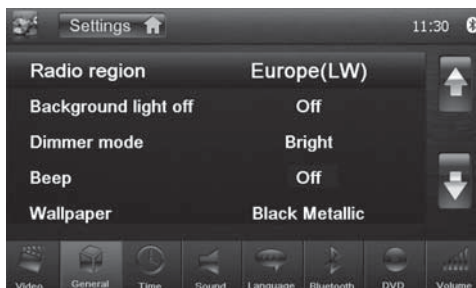 Settings 11:30
Radio region Europe(LW)
Background light off Off
Dimmer mode Bright
Beep Off
Wallpaper Black Metallic
Video General Time Sound Language Bluetooth DVD Volume